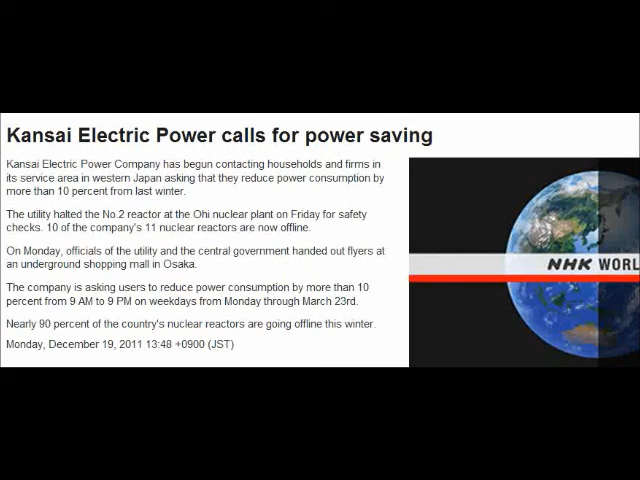 Kansai Electric Power calls for power saving
Kansai Electric Power Company has begun contacting households and firms in
its service area in western Japan asking that they reduce power consumption by
more than 10 percent from last winter.
The utility halted the No.2 reactor at the Ohi nuclear plant on Friday for safety
checks. 10 of the company's 11 nuclear reactors are now offline.
On Monday, officials of the utility and the central government handed out flyers at
an underground shopping mall in Osaka.
The company is asking users to reduce power consumption by more than 10
percent from 9 AM to 9 PM on weekdays from Monday through March 23rd.
Nearly 90 percent of the country's nuclear reactors are going offline this winter.
Monday, December 19, 2011 13:48 +0900 (JST)
NHK WORL